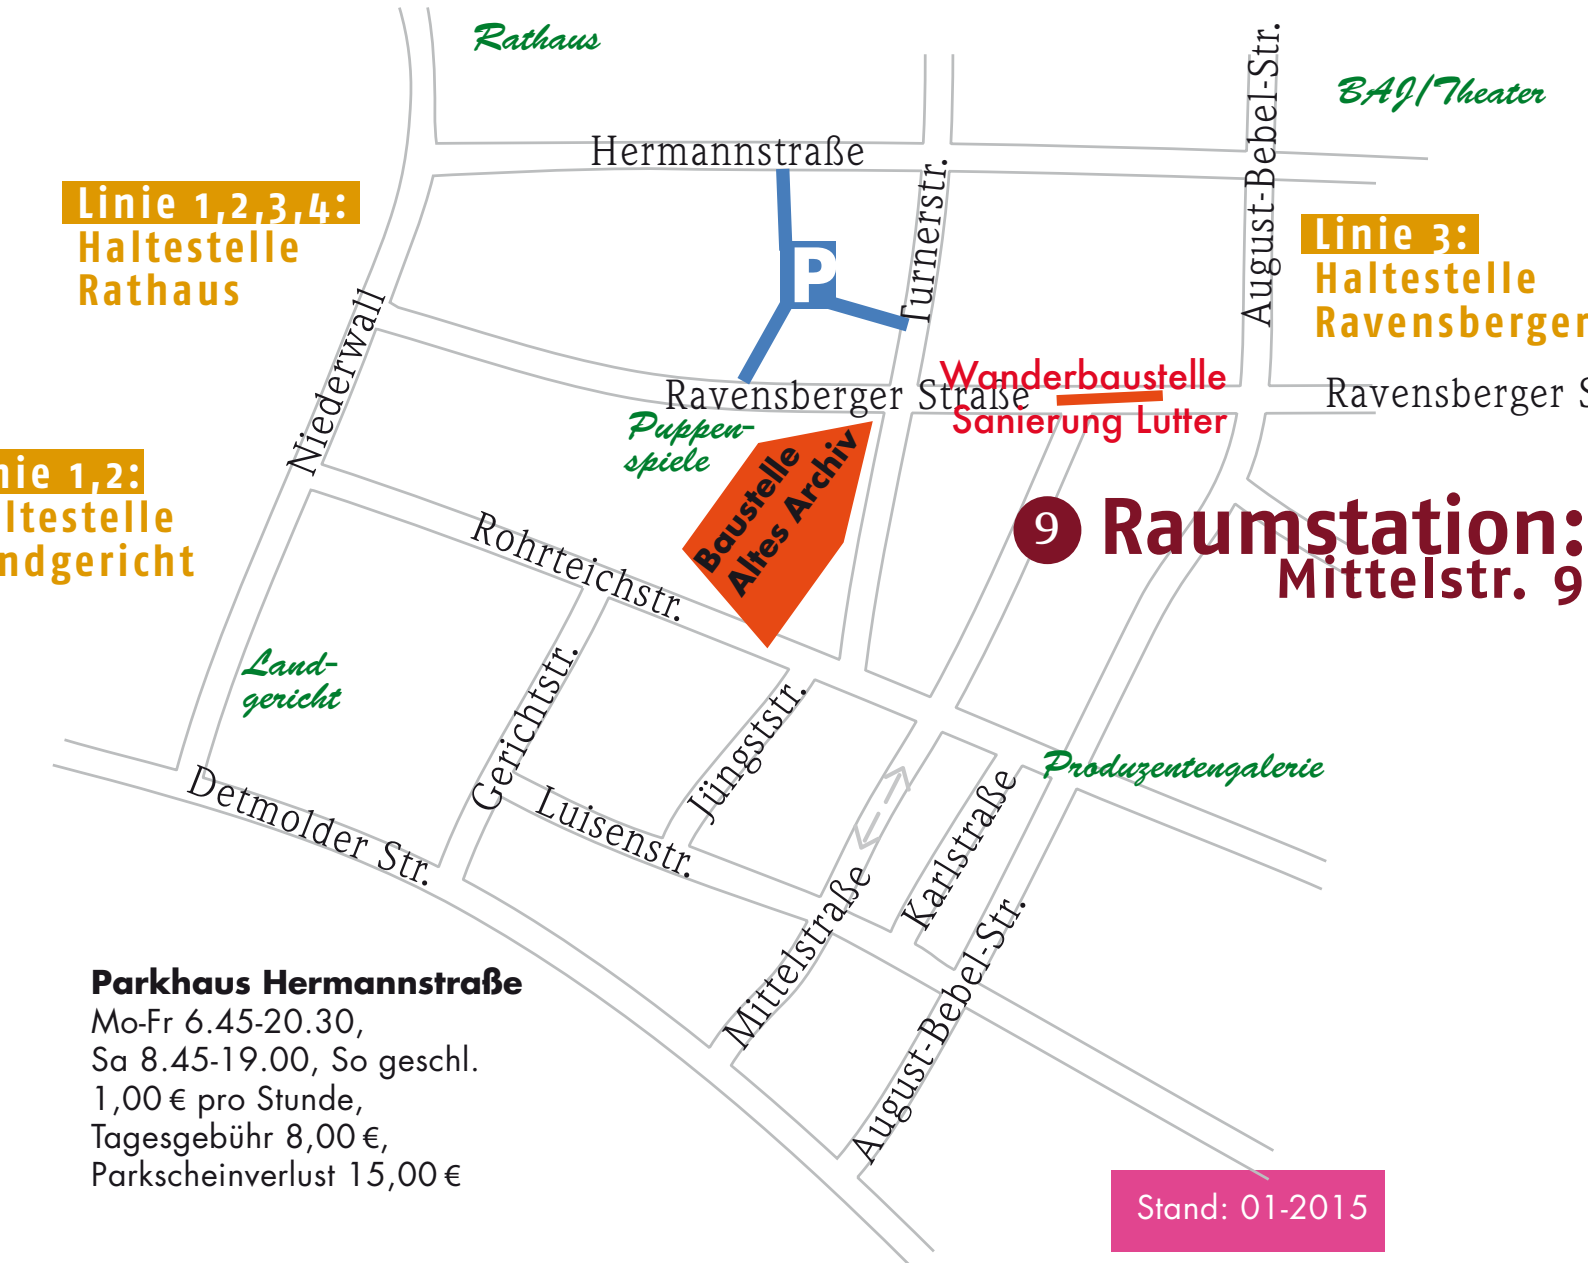 Rathaus
BAJ/Theater
August-Bebel-Str.
Hermannstraße
Turnerstr.
Linie 1,2,3,4:
Haltestelle
Rathaus
P
Linie 3:
Haltestelle
Ravensberger
Niederwall
Wanderbaustelle
Sanierung Lutter
Ravensberger Straße
Ravensberger S
Puppen-
spiele
Baustelle
Altes Archiv
nie 1,2:
ltestelle
ndgericht
9 Raumstation:
Mittelstr. 9
Rohrteichstr.
Land-
gericht
Gerichtstr.
Jüngststr.
Produzentengalerie
Detmolder Str.
Luisenstr.
Karlstraße
Mittelstraße
August-Bebel-Str.
Parkhaus Hermannstraße
Mo-Fr 6.45-20.30,
Sa 8.45-19.00, So geschl.
1,00 € pro Stunde,
Tagesgebühr 8,00 €,
Parkscheinverlust 15,00 €
Stand: 01-2015